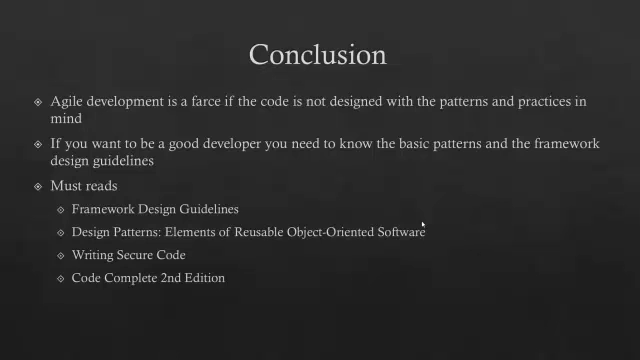 Conclusion
Agile development is a farce if the code is not designed with the patterns and practices in
mind
If you want to be a good developer you need to know the basic patterns and the framework
design guidelines
Must reads
Framework Design Guidelines
Design Patterns: Elements of Reusable Object-Oriented Software
Writing Secure Code
Code Complete 2nd Edition